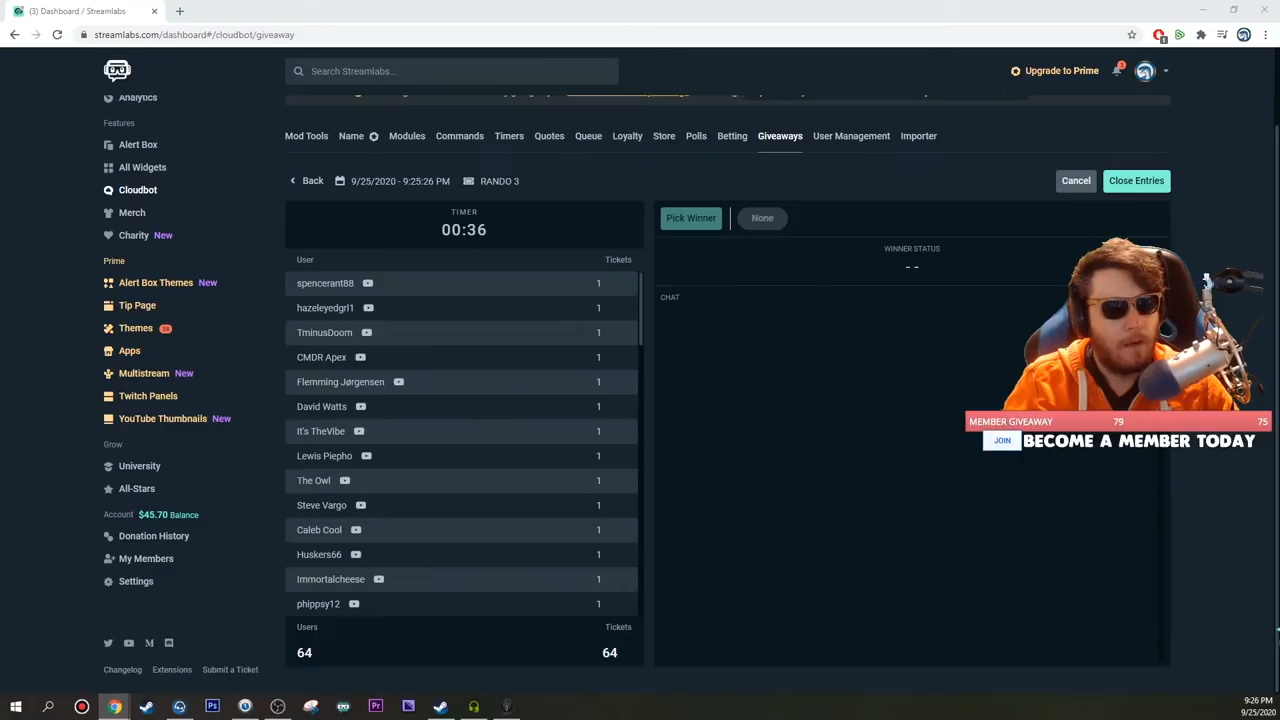 (3) Dashboard / Streamlabs
streamlabs.com/dashboard#/cloudbot/giveaway
Search Streamlabs...
Upgrade to Prime
Analytics
Features
Alert Box
All Widgets
Cloudbot
Merch
Charity New
Prime
Alert Box Themes New
Tip Page
Themes
Apps
Multistream New
Twitch Panels
YouTube Thumbnails New
Grow
University
All-Stars
Account $45.70 Balance
Donation History
My Members
Settings
Changelog Extensions Submit a Ticket
Mod Tools Name Modules Commands Timers Quotes Queue Loyalty Store Polls Betting Giveaways User Management Importer
Back 9/25/2020 - 9:25:26 PM RANDO 3
Cancel Close Entries
TIMER
00:36
User Tickets
spencerant88 1
hazeleyedgrl1 1
TminusDoom 1
CMDR Apex 1
Flemming Jørgensen 1
David Watts 1
It's TheVibe 1
Lewis Piepho 1
The Owl 1
Steve Vargo 1
Caleb Cool 1
Huskers66 1
Immortalcheese 1
phippsy12 1
Users Tickets
64 64
Pick Winner None
WINNER STATUS
- -
CHAT
MEMBER GIVEAWAY 79 75
JOIN BECOME A MEMBER TODAY
9:26 PM
9/25/2020